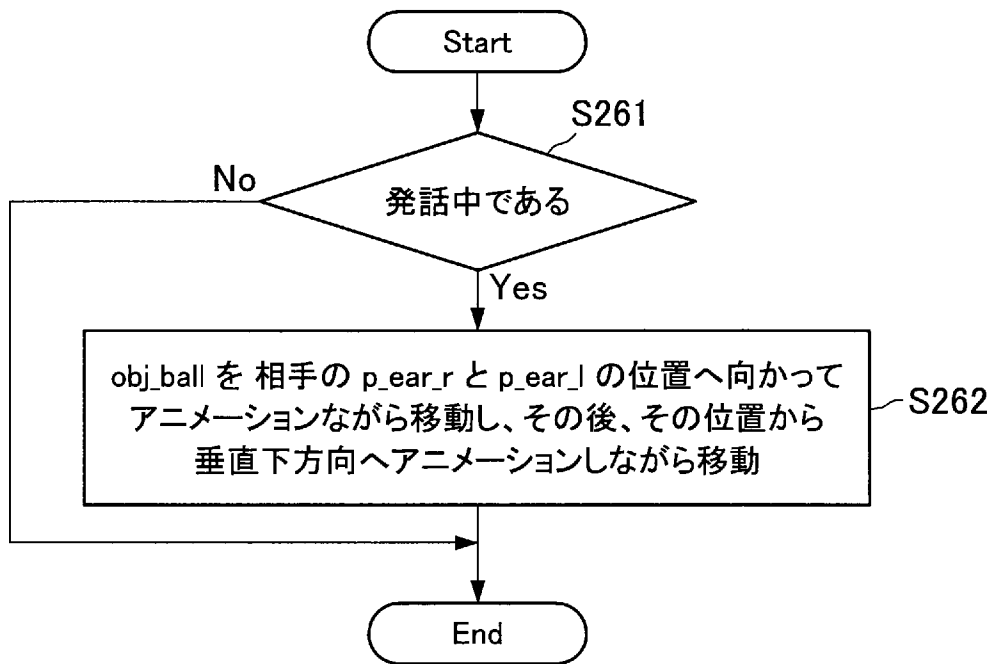 Start
S261
No
発話中である
Yes
obj_ball を 相手の p_ear_r と p_ear_l の位置へ向かって
アニメーションながら移動し、その後、その位置から
垂直下方向へアニメーションしながら移動
S262
End